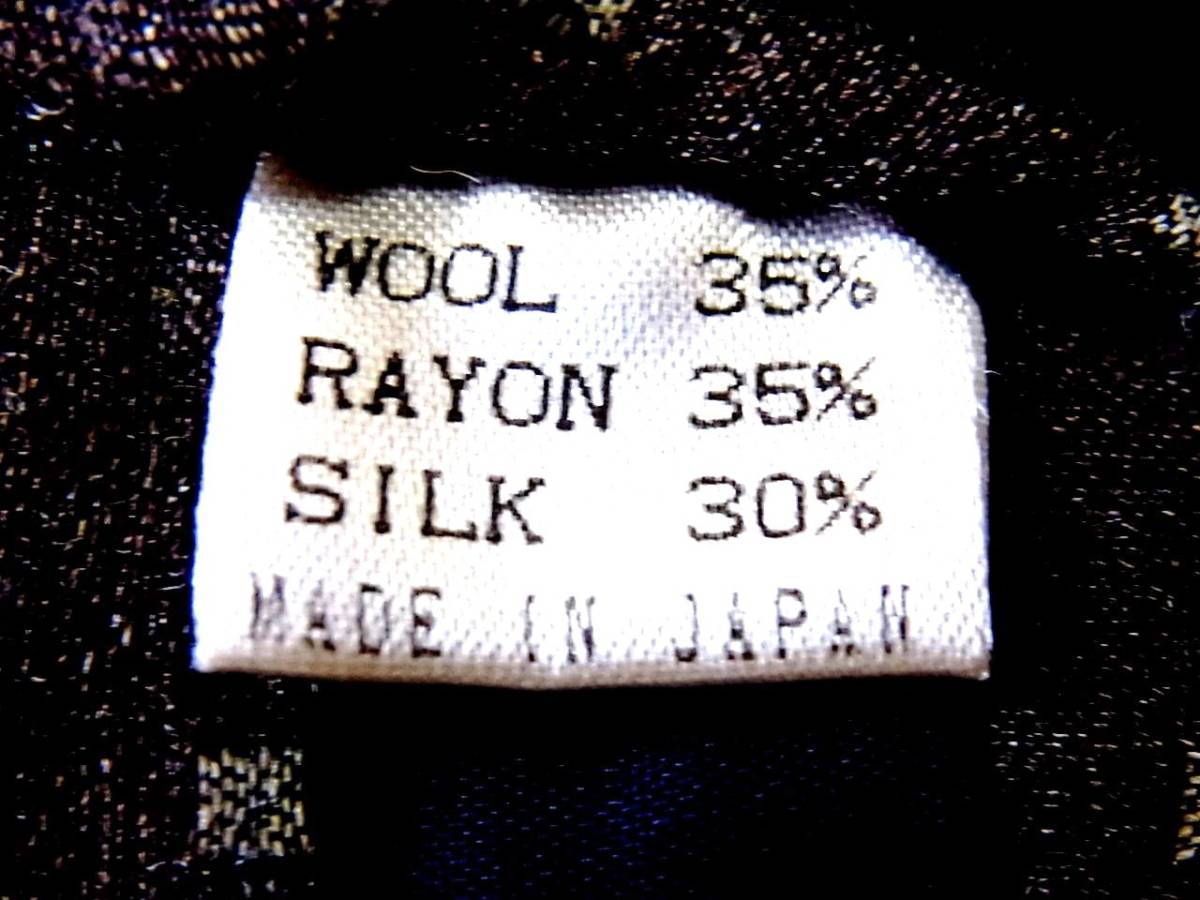 WOOL 35%
RAYON 35%
SILK 30%
MADE IN JAPAN